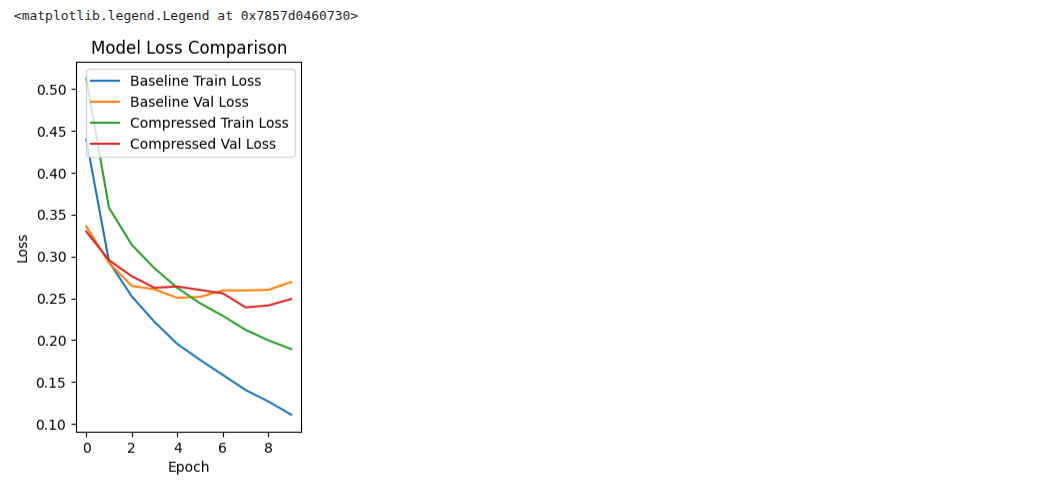 <matplotlib.legend.Legend at 0x7857d0460730>
Model Loss Comparison
Baseline Train Loss
Baseline Val Loss
Compressed Train Loss
Compressed Val Loss
0.50
0.45
0.40
0.35
0.30
0.25
0.20
0.15
0.10
Loss
0 2 4 6 8
Epoch